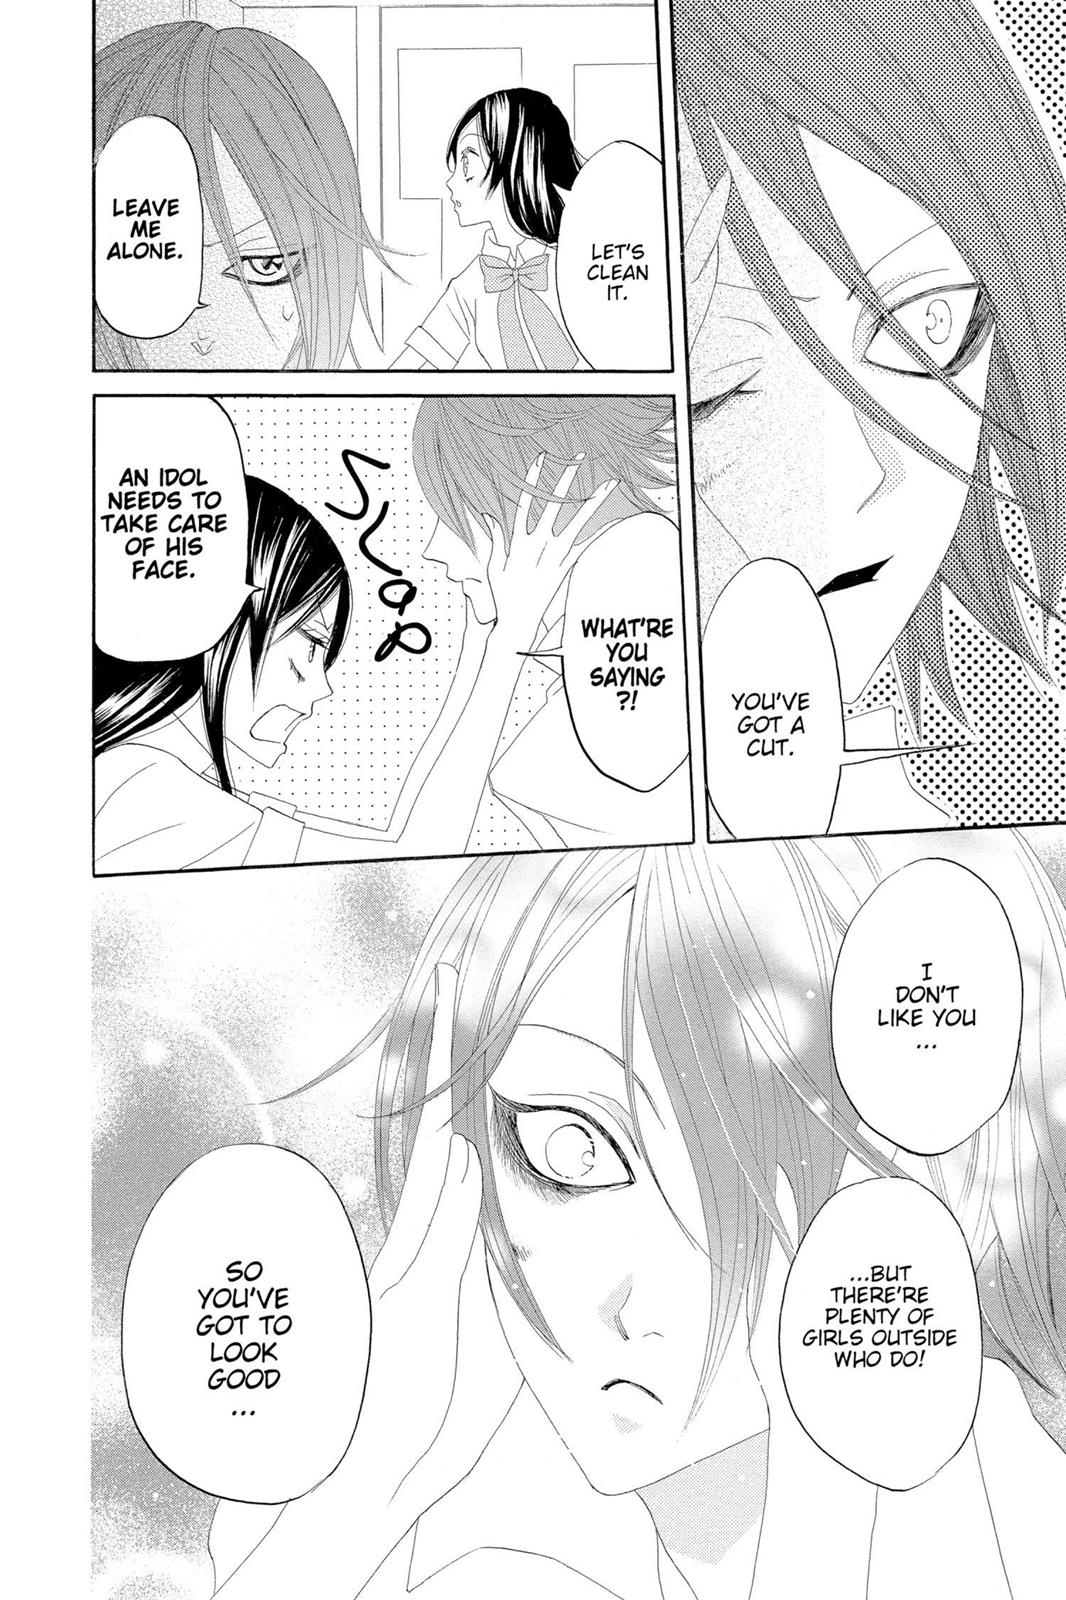 YOU'VE
GOT A
CUT.
LET'S
CLEAN
IT.
LEAVE
ME
ALONE.
WHAT'RE
YOU
SAYING
?!
Slap
AN IDOL
NEEDS TO
TAKE CARE
OF HIS
FACE.
I
DON'T
LIKE YOU
...
...BUT
THERE'RE
PLENTY OF
GIRLS OUTSIDE
WHO DO!
SO
YOU'VE
GOT TO
LOOK
GOOD
...